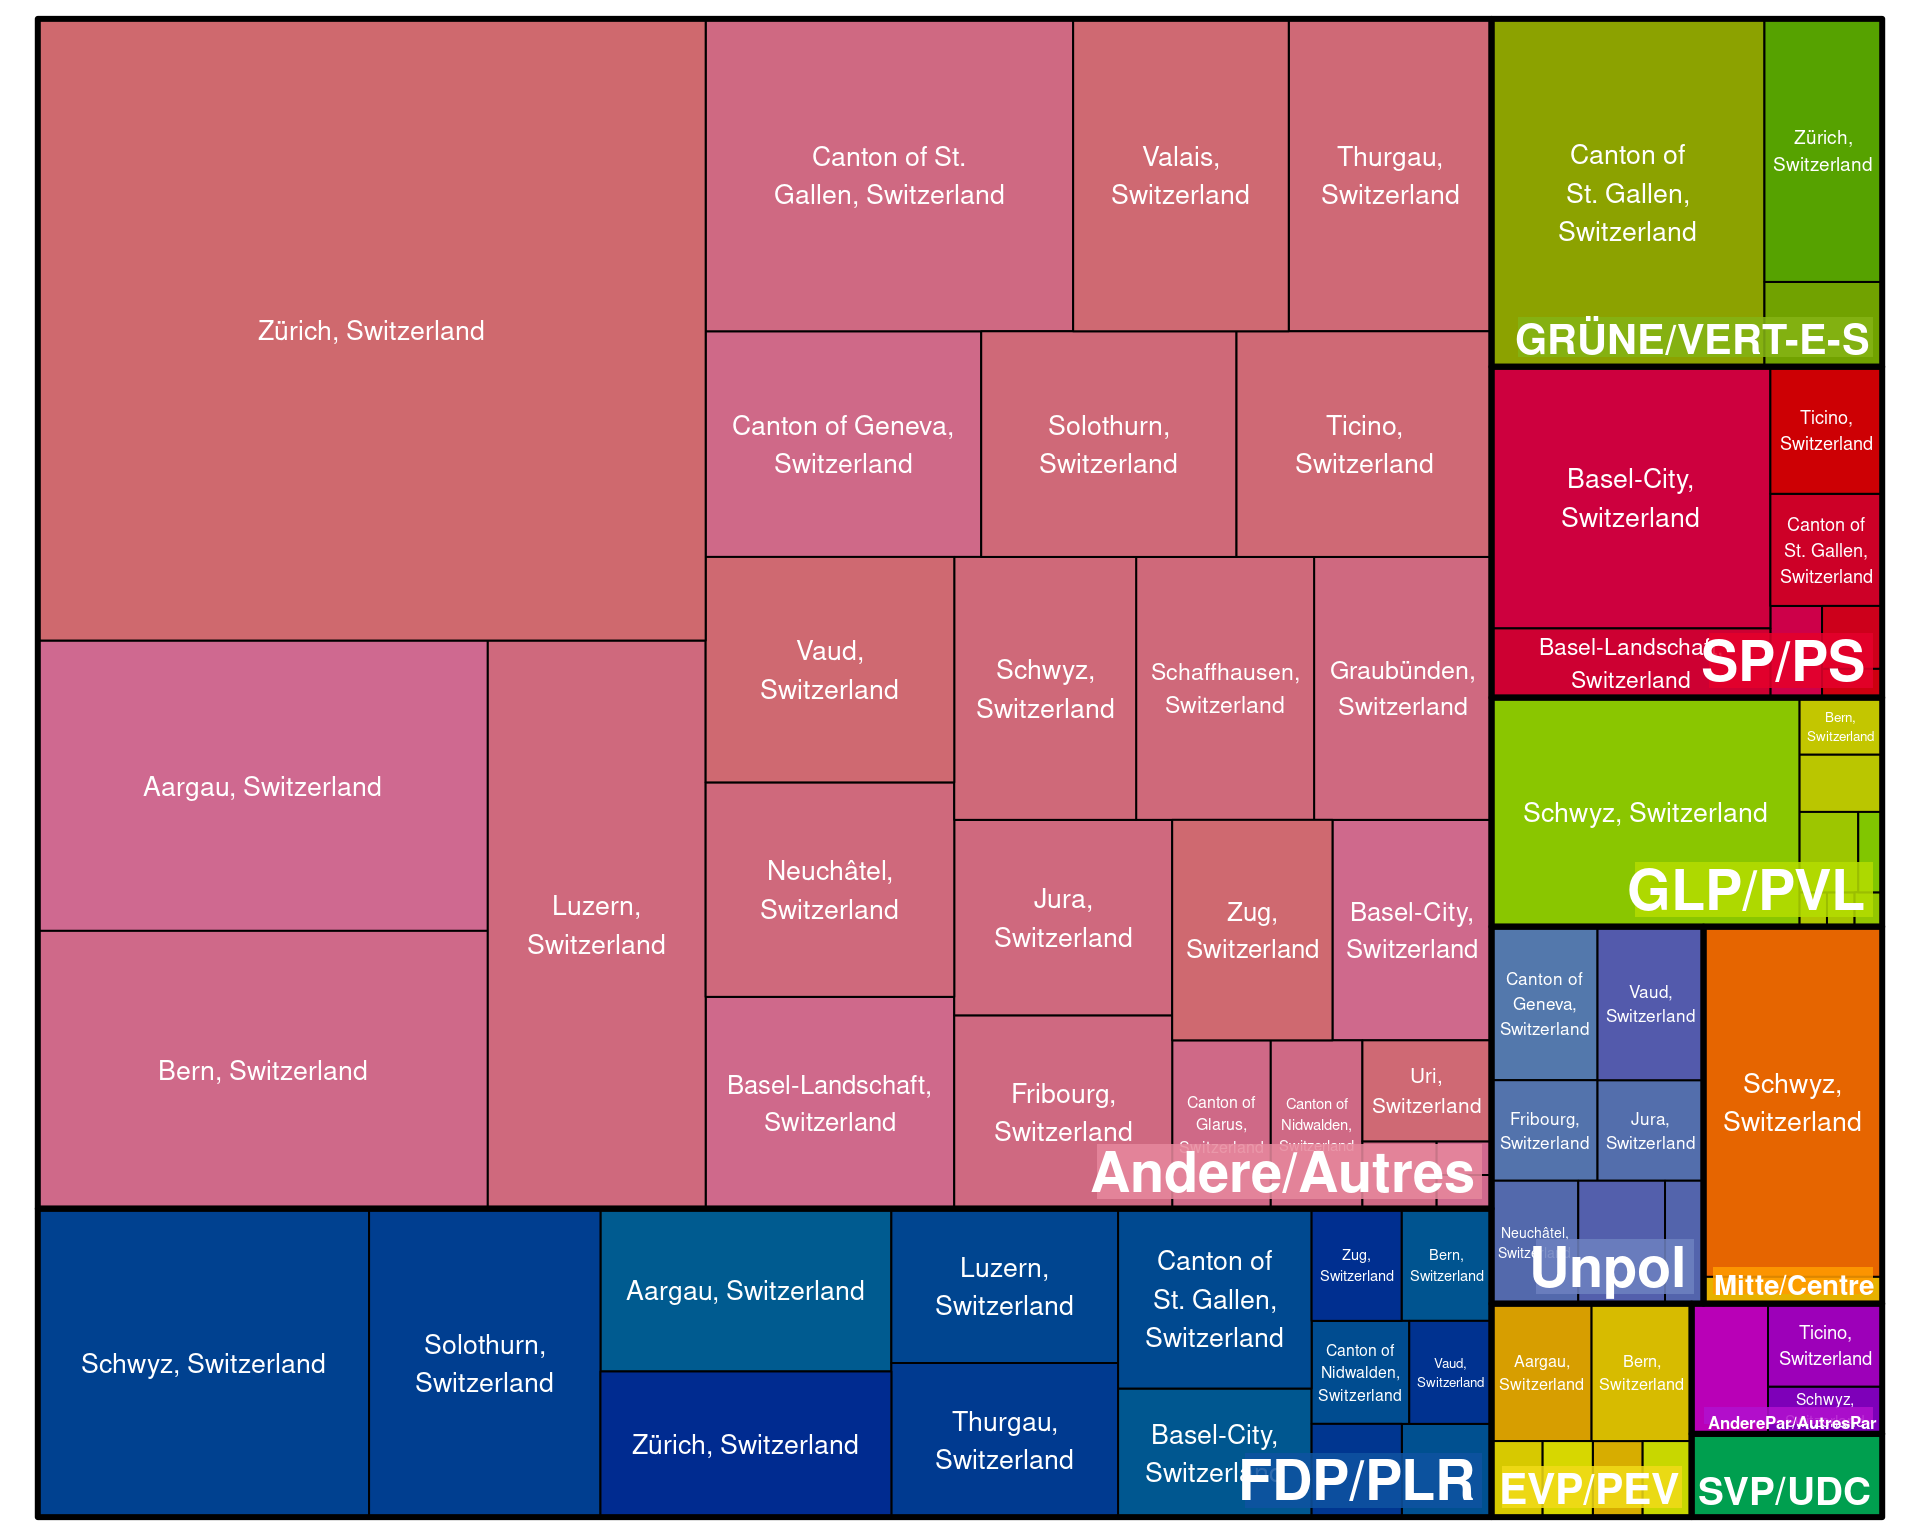 Zürich, Switzerland
Canton of St.
Gallen, Switzerland
Valais,
Switzerland
Thurgau,
Switzerland
Canton of Geneva,
Switzerland
Solothurn,
Switzerland
Ticino,
Switzerland
Aargau, Switzerland
Bern, Switzerland
Luzern,
Switzerland
Vaud,
Switzerland
Schwyz,
Switzerland
Schaffhausen,
Switzerland
Graubünden,
Switzerland
Neuchâtel,
Switzerland
Jura,
Switzerland
Zug,
Switzerland
Basel-City,
Switzerland
Basel-Landschaft,
Switzerland
Fribourg,
Switzerland
Canton of
Glarus,
Switzerland
Canton of
Nidwalden,
Switzerland
Uri,
Switzerland
Andere/Autres
Schwyz, Switzerland
Solothurn,
Switzerland
Aargau, Switzerland
Zürich, Switzerland
Luzern,
Switzerland
Thurgau,
Switzerland
Canton of
St. Gallen,
Switzerland
Basel-City,
Switzerland
Zug,
Switzerland
Bern,
Switzerland
Canton of
Nidwalden,
Switzerland
Vaud,
Switzerland
FDP/PLR
Canton of
St. Gallen,
Switzerland
Zürich,
Switzerland
GRÜNE/VERT-E-S
Basel-City,
Switzerland
Ticino,
Switzerland
Canton of
St. Gallen,
Switzerland
Basel-Landschaft,
Switzerland
SP/PS
Schwyz, Switzerland
Bern,
Switzerland
GLP/PVL
Canton of
Geneva,
Switzerland
Vaud,
Switzerland
Fribourg,
Switzerland
Jura,
Switzerland
Neuchâtel,
Switzerland
Unpol
Schwyz,
Switzerland
Mitte/Centre
Aargau,
Switzerland
Bern,
Switzerland
EVP/PEV
Ticino,
Switzerland
Schwyz,
AnderePar/AutresPar
SVP/UDC